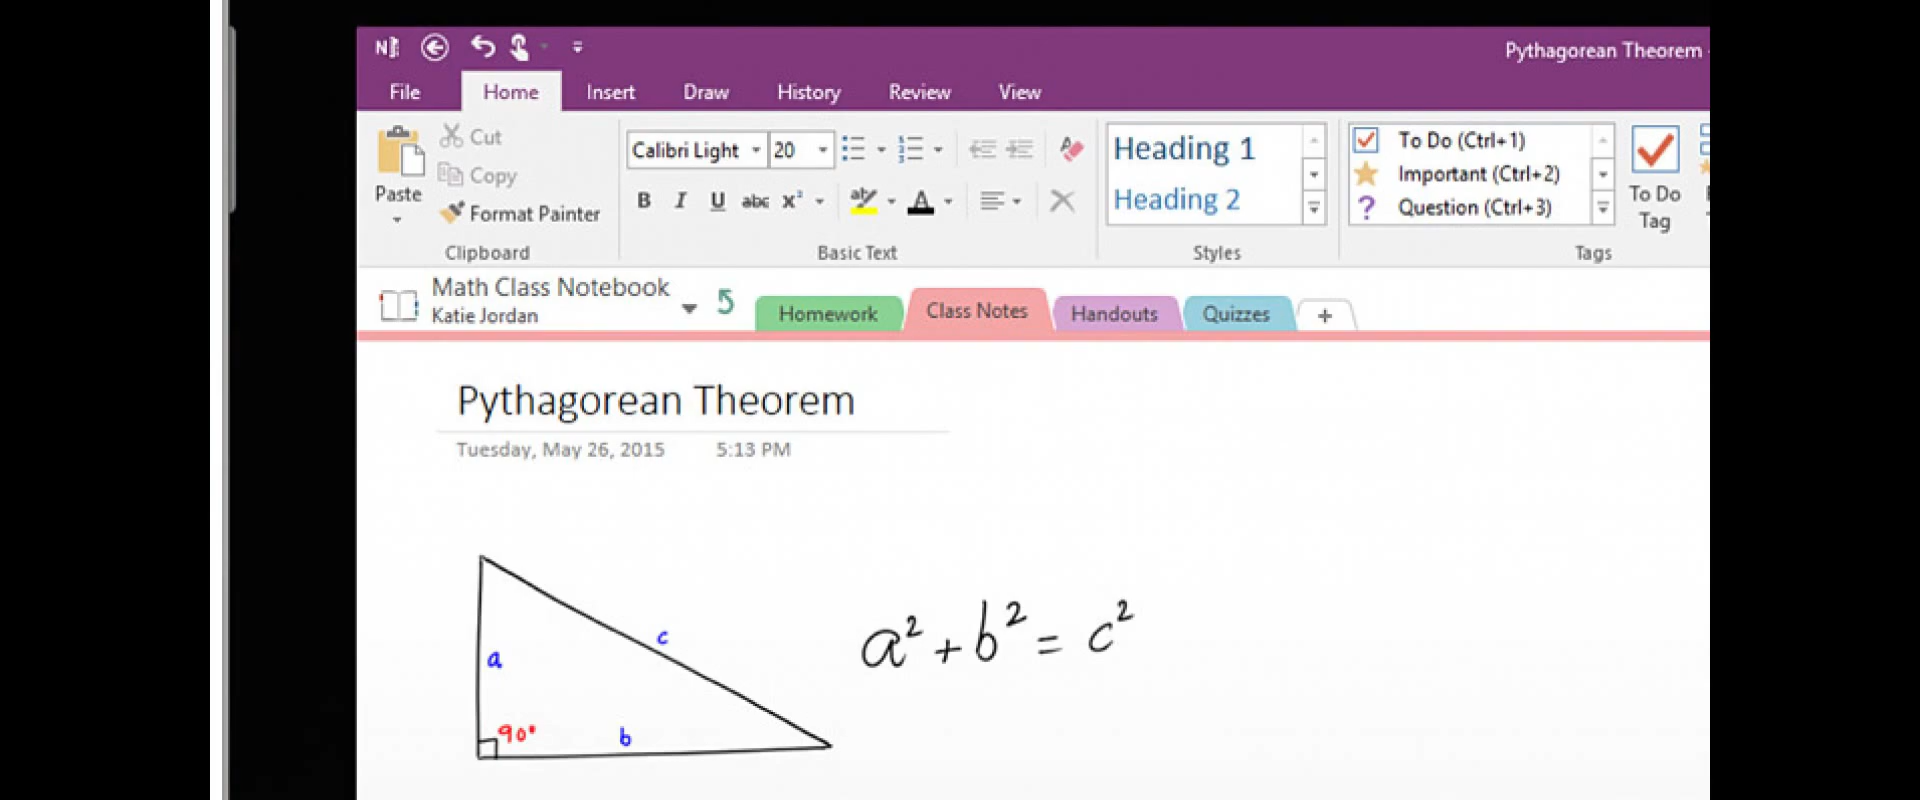 Pythagorean Theorem
File Home Insert Draw History Review View
Paste
Cut
Copy
Format Painter
Clipboard
Calibri Light 20
B I U abc x²
ab A
Basic Text
Heading 1
Heading 2
Styles
To Do (Ctrl+1)
Important (Ctrl+2)
Question (Ctrl+3)
To Do
Tag
Tags
Math Class Notebook
Katie Jordan
Homework Class Notes Handouts Quizzes +
Pythagorean Theorem
Tuesday, May 26, 2015 5:13 PM
c
a
90°
b
a² + b² = c²